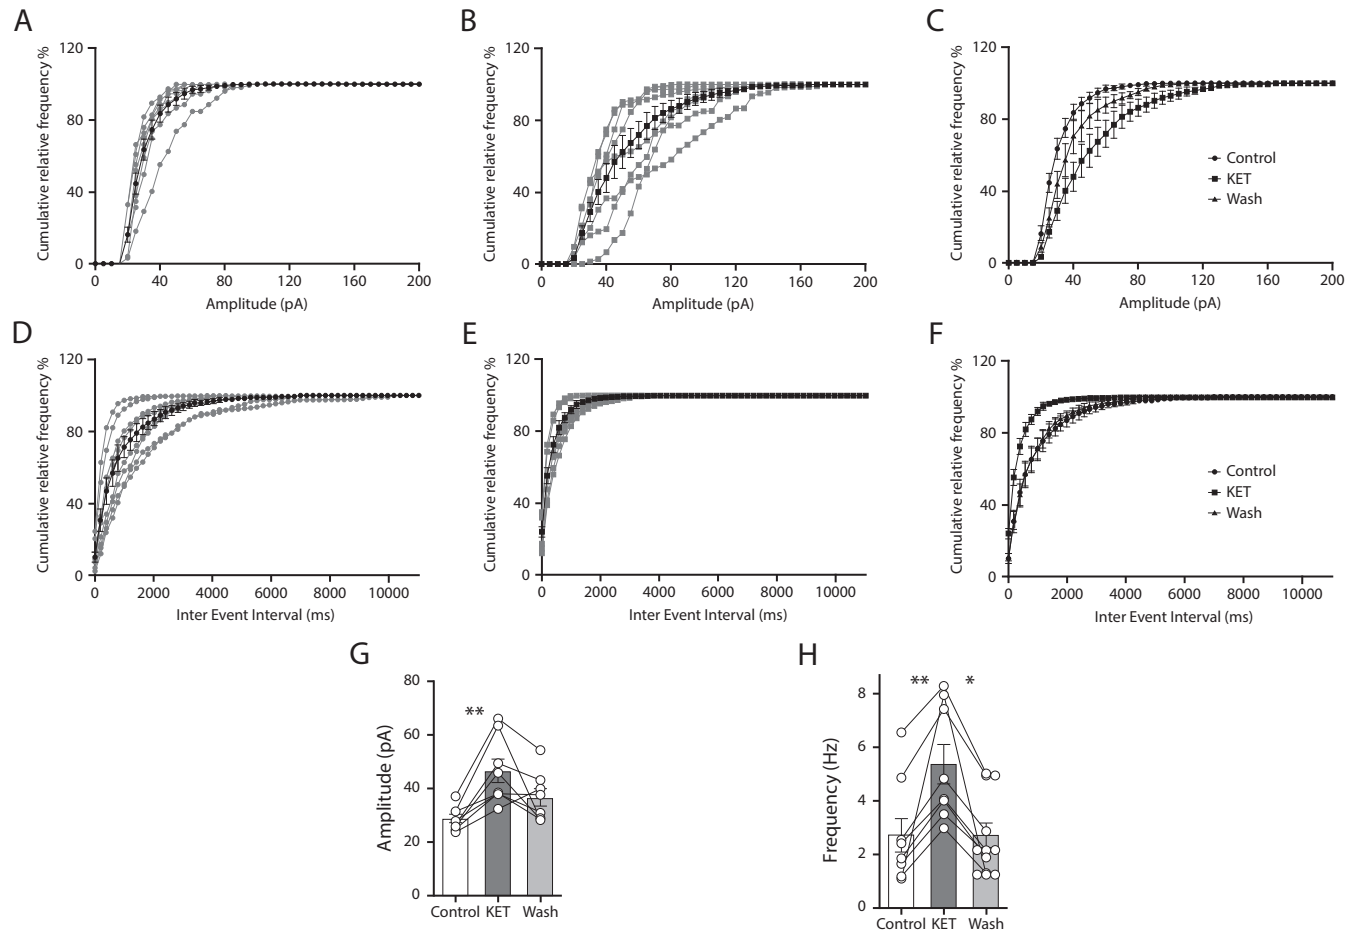 A
Cumulative relative frequency %
120
80
40
0
0 40 80 120 160 200
Amplitude (pA)
B
Cumulative relative frequency %
120
80
40
0
0 40 80 120 160 200
Amplitude (pA)
C
Cumulative relative frequency %
120
80
40
0
0 40 80 120 160 200
Amplitude (pA)
Control
KET
Wash
D
Cumulative relative frequency %
120
80
40
0
0 2000 4000 6000 8000 10000
Inter Event Interval (ms)
E
Cumulative relative frequency %
120
80
40
0
0 2000 4000 6000 8000 10000
Inter Event Interval (ms)
F
Cumulative relative frequency %
120
80
40
0
0 2000 4000 6000 8000 10000
Inter Event Interval (ms)
Control
KET
Wash
G
Amplitude (pA)
80
60
40
20
0
**
Control KET Wash
H
Frequency (Hz)
8
6
4
2
0
** *
Control KET Wash